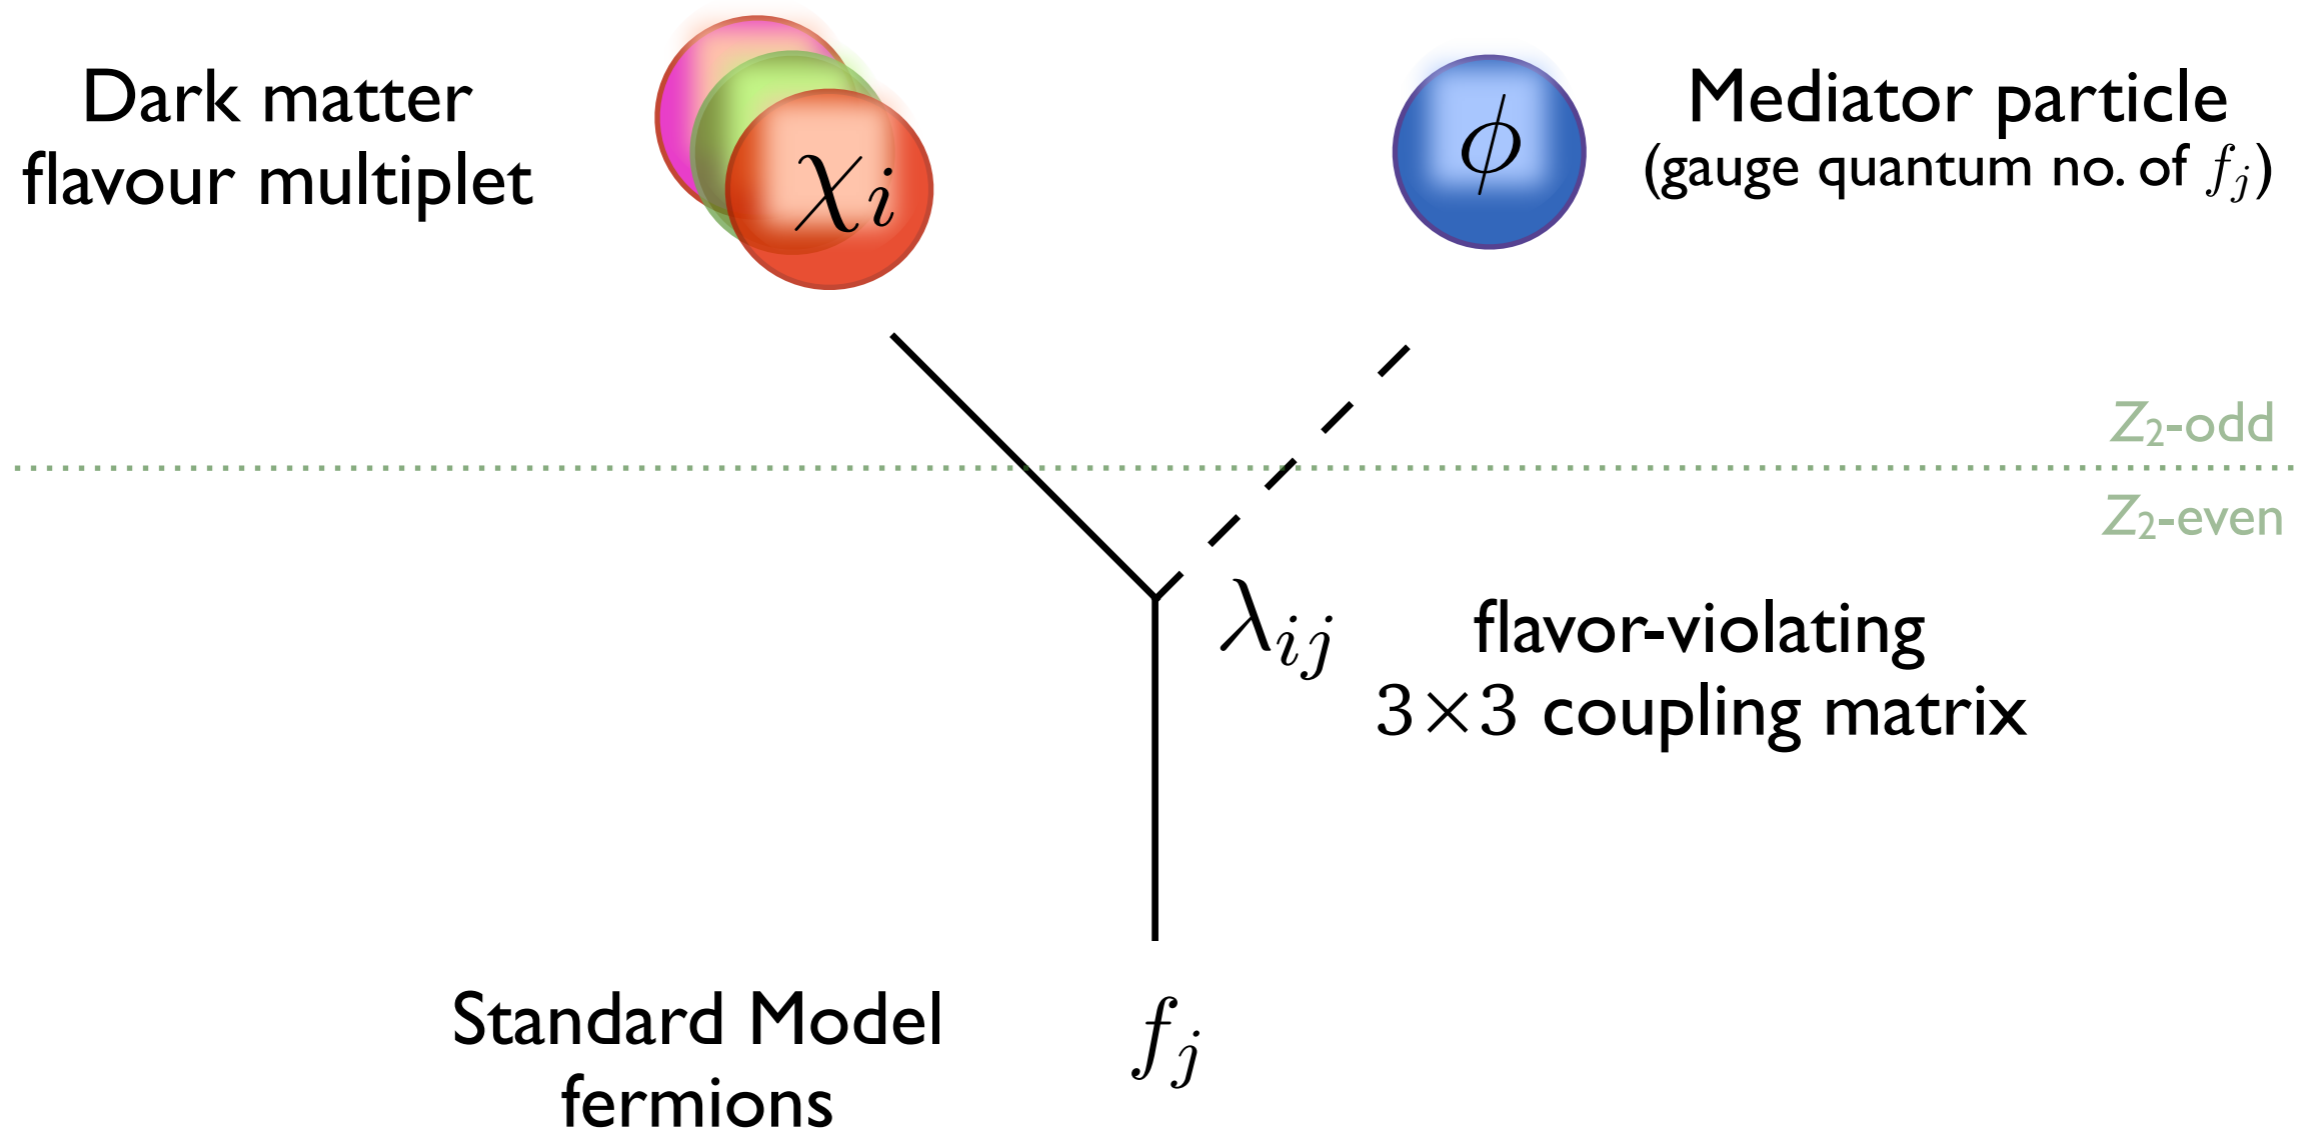 Dark matter
flavour multiplet
χi
ϕ
Mediator particle
(gauge quantum no. of fj)
Z2-odd
Z2-even
λij
flavor-violating
3×3 coupling matrix
Standard Model
fermions
fj